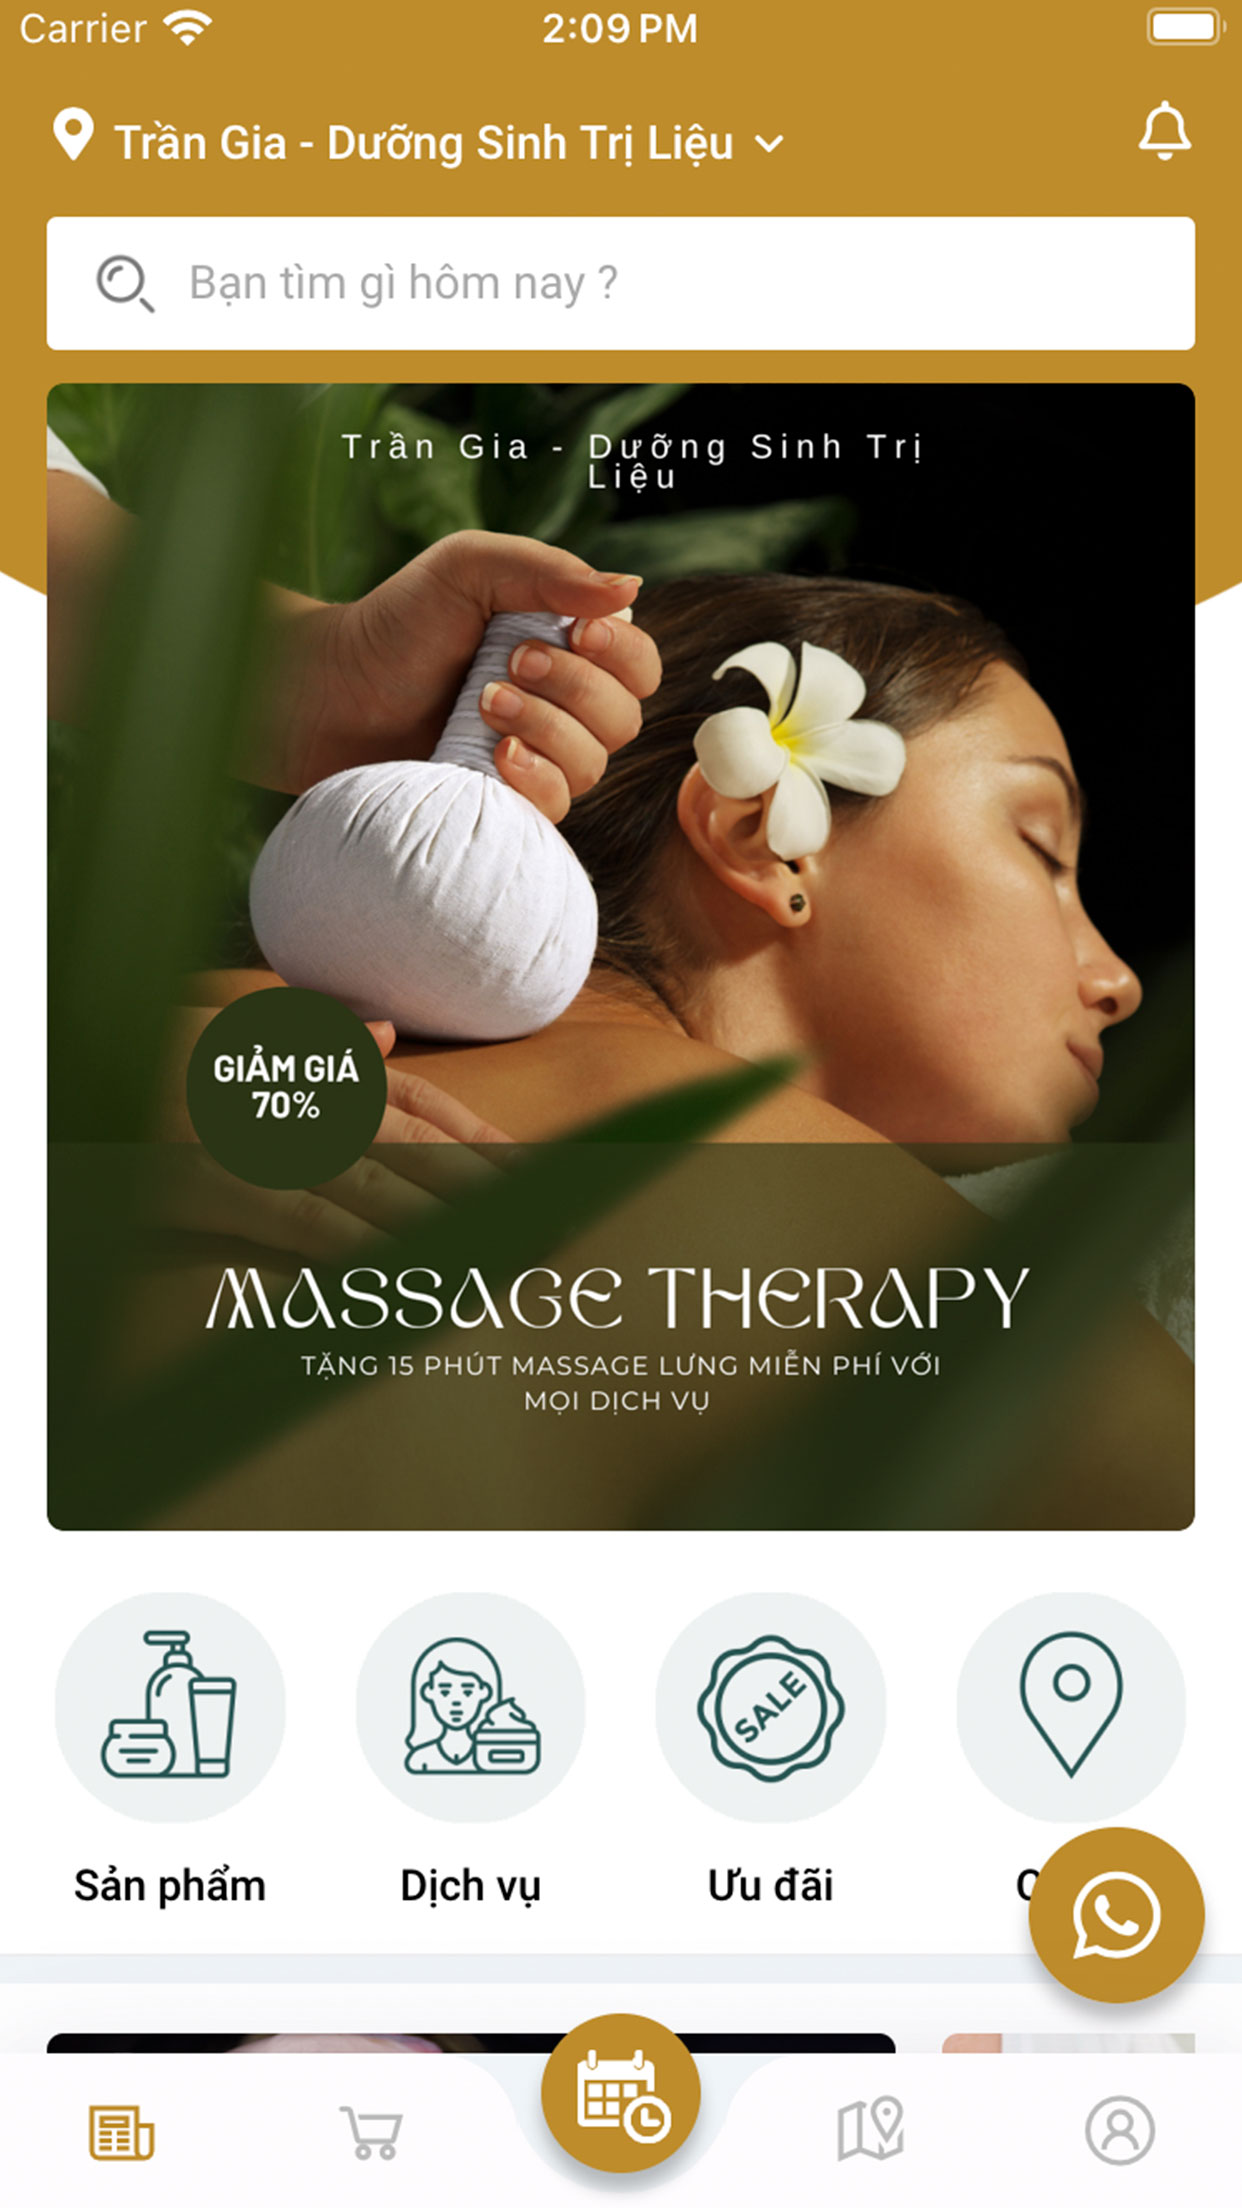 Carrier 2:09 PM
Trần Gia - Dưỡng Sinh Trị Liệu
Bạn tìm gì hôm nay ?
Trần Gia - Dưỡng Sinh Trị
Liệu
GIẢM GIÁ
70%
MASSAGE THERAPY
TẶNG 15 PHÚT MASSAGE LƯNG MIỄN PHÍ VỚI
MỌI DỊCH VỤ
SALE
Sản phẩm Dịch vụ Ưu đãi